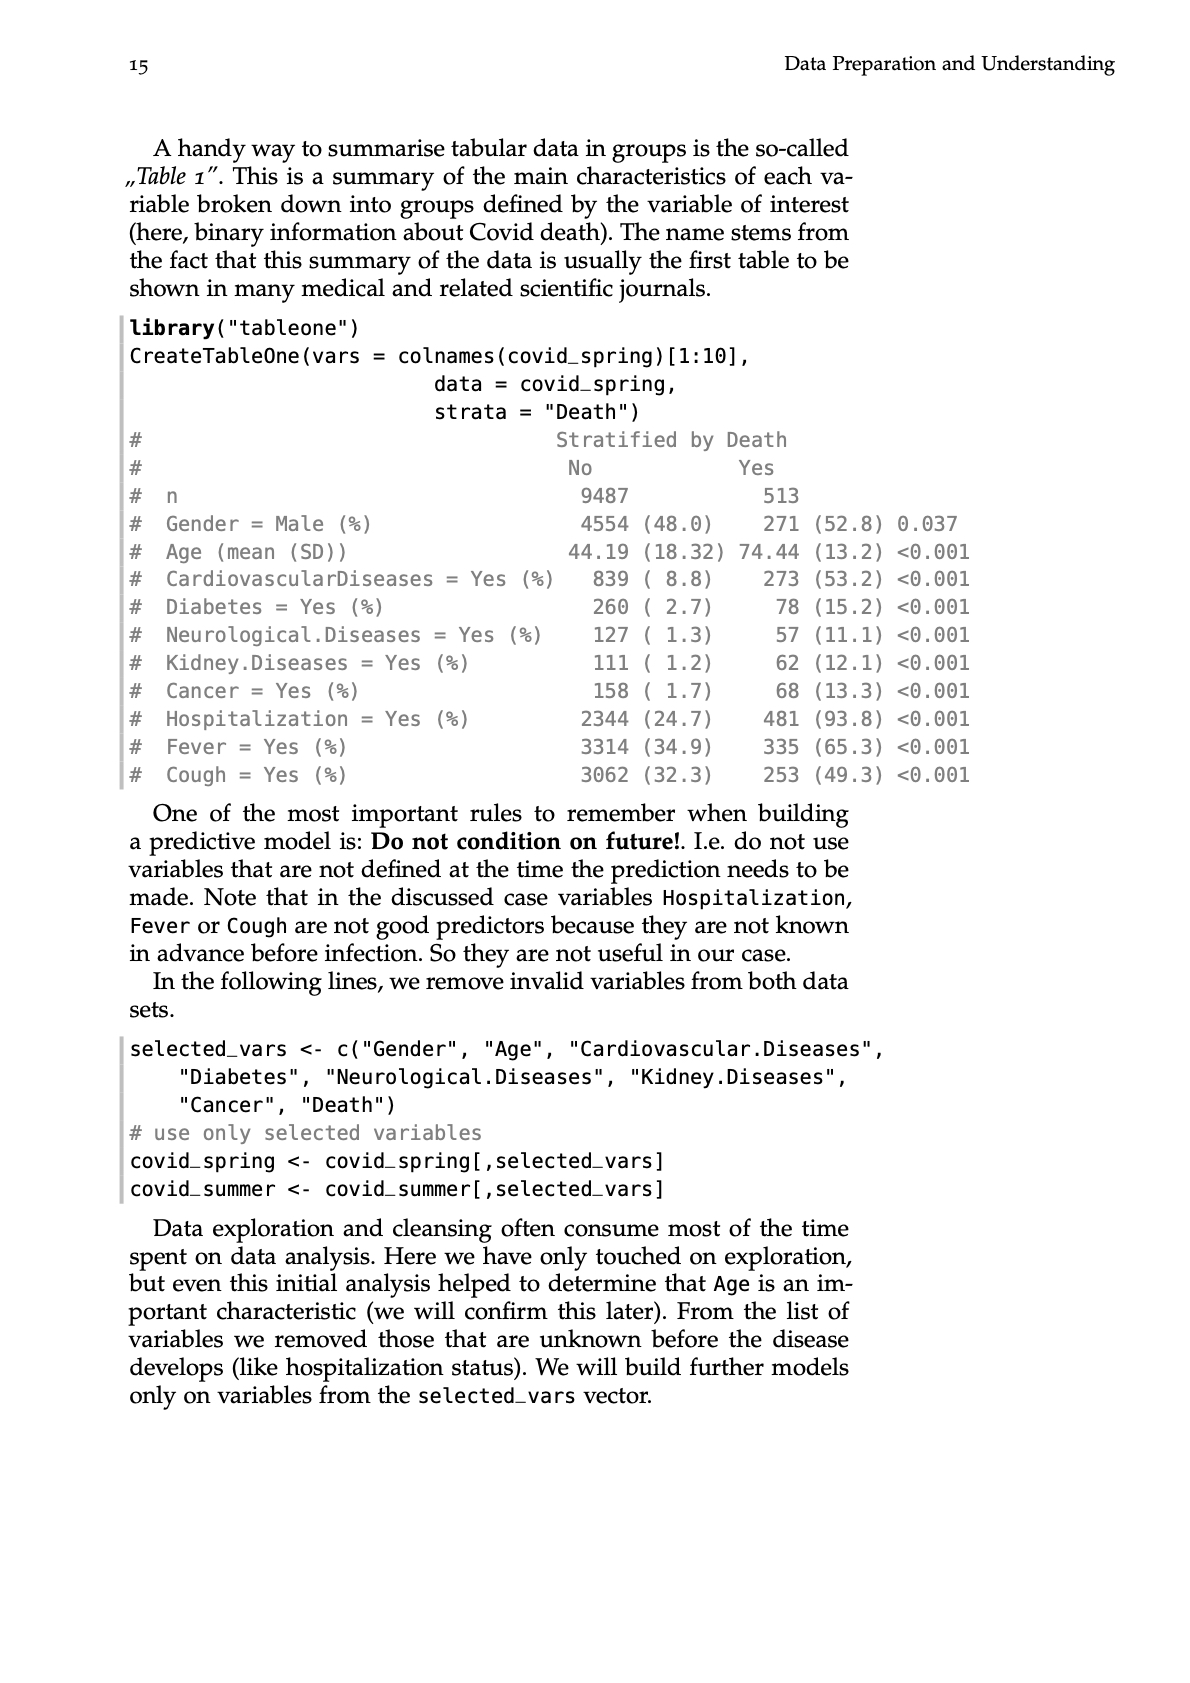 15 Data Preparation and Understanding
A handy way to summarise tabular data in groups is the so-called
„Table 1”. This is a summary of the main characteristics of each va-
riable broken down into groups defined by the variable of interest
(here, binary information about Covid death). The name stems from
the fact that this summary of the data is usually the first table to be
shown in many medical and related scientific journals.
library("tableone")
CreateTableOne(vars = colnames(covid_spring)[1:10],
data = covid_spring,
strata = "Death")
# Stratified by Death
# No Yes
# n 9487 513
# Gender = Male (%) 4554 (48.0) 271 (52.8) 0.037
# Age (mean (SD)) 44.19 (18.32) 74.44 (13.2) <0.001
# CardiovascularDiseases = Yes (%) 839 ( 8.8) 273 (53.2) <0.001
# Diabetes = Yes (%) 260 ( 2.7) 78 (15.2) <0.001
# Neurological.Diseases = Yes (%) 127 ( 1.3) 57 (11.1) <0.001
# Kidney.Diseases = Yes (%) 111 ( 1.2) 62 (12.1) <0.001
# Cancer = Yes (%) 158 ( 1.7) 68 (13.3) <0.001
# Hospitalization = Yes (%) 2344 (24.7) 481 (93.8) <0.001
# Fever = Yes (%) 3314 (34.9) 335 (65.3) <0.001
# Cough = Yes (%) 3062 (32.3) 253 (49.3) <0.001
One of the most important rules to remember when building
a predictive model is: Do not condition on future!. I.e. do not use
variables that are not defined at the time the prediction needs to be
made. Note that in the discussed case variables Hospitalization,
Fever or Cough are not good predictors because they are not known
in advance before infection. So they are not useful in our case.
In the following lines, we remove invalid variables from both data
sets.
selected_vars <- c("Gender", "Age", "Cardiovascular.Diseases",
"Diabetes", "Neurological.Diseases", "Kidney.Diseases",
"Cancer", "Death")
# use only selected variables
covid_spring <- covid_spring[,selected_vars]
covid_summer <- covid_summer[,selected_vars]
Data exploration and cleansing often consume most of the time
spent on data analysis. Here we have only touched on exploration,
but even this initial analysis helped to determine that Age is an im-
portant characteristic (we will confirm this later). From the list of
variables we removed those that are unknown before the disease
develops (like hospitalization status). We will build further models
only on variables from the selected_vars vector.